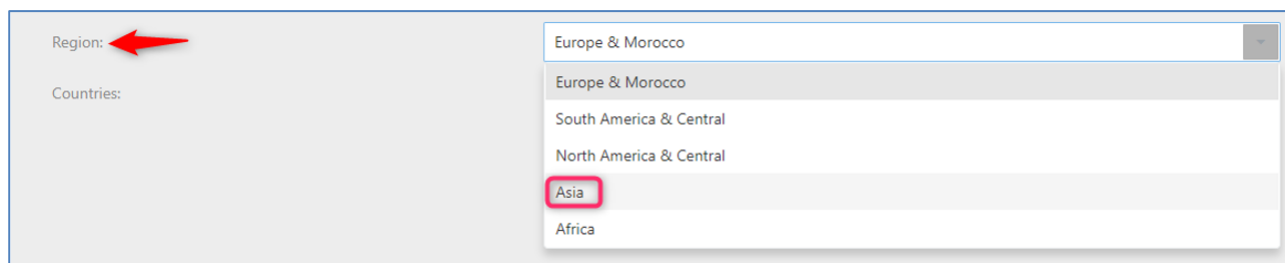 Region:
Europe & Morocco
Countries:
Europe & Morocco
South America & Central
North America & Central
Asia
Africa